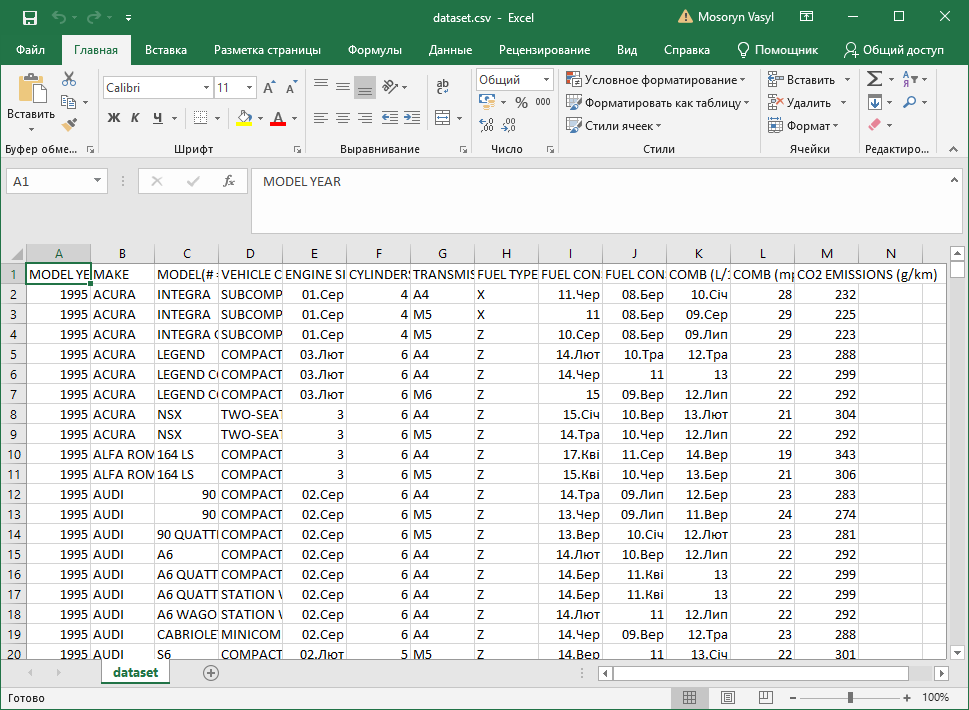 dataset.csv - Excel
Mosoryn Vasyl
Файл Главная Вставка Разметка страницы Формулы Данные Рецензирование Вид Справка Помощник Общий доступ
Вставить
Calibri 11
Ж К Ч
ab
Общий
% 000
Условное форматирование
Форматировать как таблицу
Стили ячеек
Вставить
Удалить
Формат
Буфер обме... Шрифт Выравнивание Число Стили Ячейки Редактиро...
A1 fx MODEL YEAR
A B C D E F G H I J K L M N
1 MODEL YE MAKE MODEL(# = VEHICLE C ENGINE SI CYLINDERS TRANSMIS FUEL TYPE FUEL CON FUEL CON COMB (L/1 COMB (mp CO2 EMISSIONS (g/km)
2 1995 ACURA INTEGRA SUBCOMP 01.Сер 4 A4 X 11.Чер 08.Бер 10.Січ 28 232
3 1995 ACURA INTEGRA SUBCOMP 01.Сер 4 M5 X 11 08.Бер 09.Сер 29 225
4 1995 ACURA INTEGRA G SUBCOMP 01.Сер 4 M5 Z 10.Сер 08.Бер 09.Лип 29 223
5 1995 ACURA LEGEND COMPACT 03.Лют 6 A4 Z 14.Лют 10.Тра 12.Тра 23 288
6 1995 ACURA LEGEND CO COMPACT 03.Лют 6 A4 Z 14.Чер 11 13 22 299
7 1995 ACURA LEGEND CO COMPACT 03.Лют 6 M6 Z 15 09.Вер 12.Лип 22 292
8 1995 ACURA NSX TWO-SEAT 3 6 A4 Z 15.Січ 10.Вер 13.Лют 21 304
9 1995 ACURA NSX TWO-SEAT 3 6 M5 Z 14.Тра 10.Чер 12.Лип 22 292
10 1995 ALFA ROM 164 LS COMPACT 3 6 A4 Z 17.Кві 11.Сер 14.Вер 19 343
11 1995 ALFA ROM 164 LS COMPACT 3 6 M5 Z 15.Кві 10.Чер 13.Бер 21 306
12 1995 AUDI 90 COMPACT 02.Сер 6 A4 Z 14.Тра 09.Лип 12.Бер 23 283
13 1995 AUDI 90 COMPACT 02.Сер 6 M5 Z 13.Чер 09.Лип 11.Вер 24 274
14 1995 AUDI 90 QUATTI COMPACT 02.Сер 6 M5 Z 13.Вер 10.Січ 12.Лют 23 281
15 1995 AUDI A6 COMPACT 02.Сер 6 A4 Z 14.Лют 10.Вер 12.Лип 22 292
16 1995 AUDI A6 QUATT COMPACT 02.Сер 6 A4 Z 14.Бер 11.Кві 13 22 299
17 1995 AUDI A6 QUATT STATION W 02.Сер 6 A4 Z 14.Бер 11.Кві 13 22 299
18 1995 AUDI A6 WAGO STATION W 02.Сер 6 A4 Z 14.Лют 11 12.Лип 22 292
19 1995 AUDI CABRIOLE MINICOM 02.Сер 6 A4 Z 14.Чер 09.Вер 12.Тра 23 288
20 1995 AUDI S6 COMPACT 02.Лют 5 M5 Z 14.Вер 11 13.Січ 22 301
dataset
Готово 100%